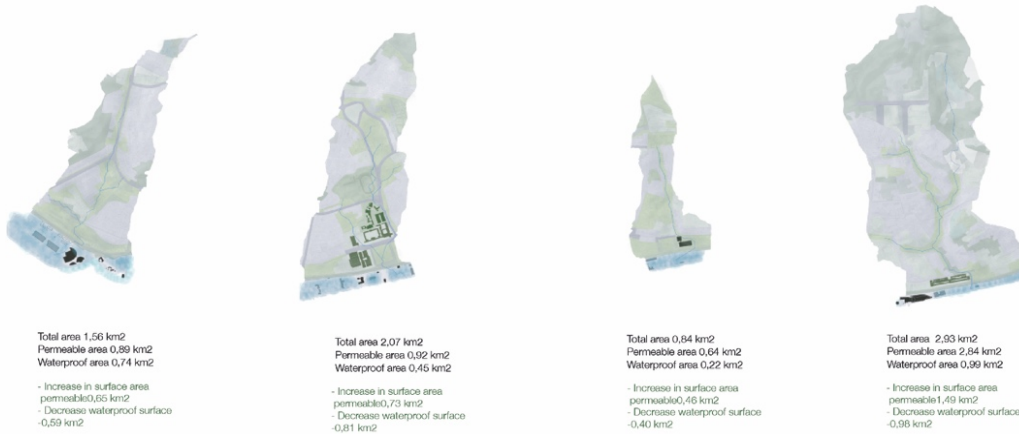 Total area 1,56 km2
Permeable area 0,89 km2
Waterproof area 0,74 km2
- Increase in surface area
permeable0,65 km2
- Decrease waterproof surface
-0,59 km2
Total area 2,07 km2
Permeable area 0,92 km2
Waterproof area 0,45 km2
- Increase in surface area
permeable0,73 km2
- Decrease waterproof surface
-0,81 km2
Total area 0,84 km2
Permeable area 0,64 km2
Waterproof area 0,22 km2
- Increase in surface area
permeable0,46 km2
- Decrease waterproof surface
-0,40 km2
Total area 2,93 km2
Permeable area 2,84 km2
Waterproof area 0,99 km2
- Increase in surface area
permeable1,49 km2
- Decrease waterproof surface
-0,98 km2